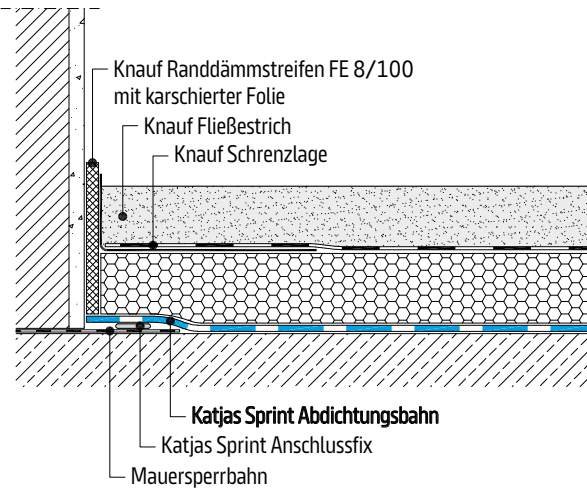 Knauf Randdämmstreifen FE 8/100
mit karschierter Folie
Knauf Fließestrich
Knauf Schrenzlage
Katjas Sprint Abdichtungsbahn
Katjas Sprint Anschlussfix
Mauersperrbahn